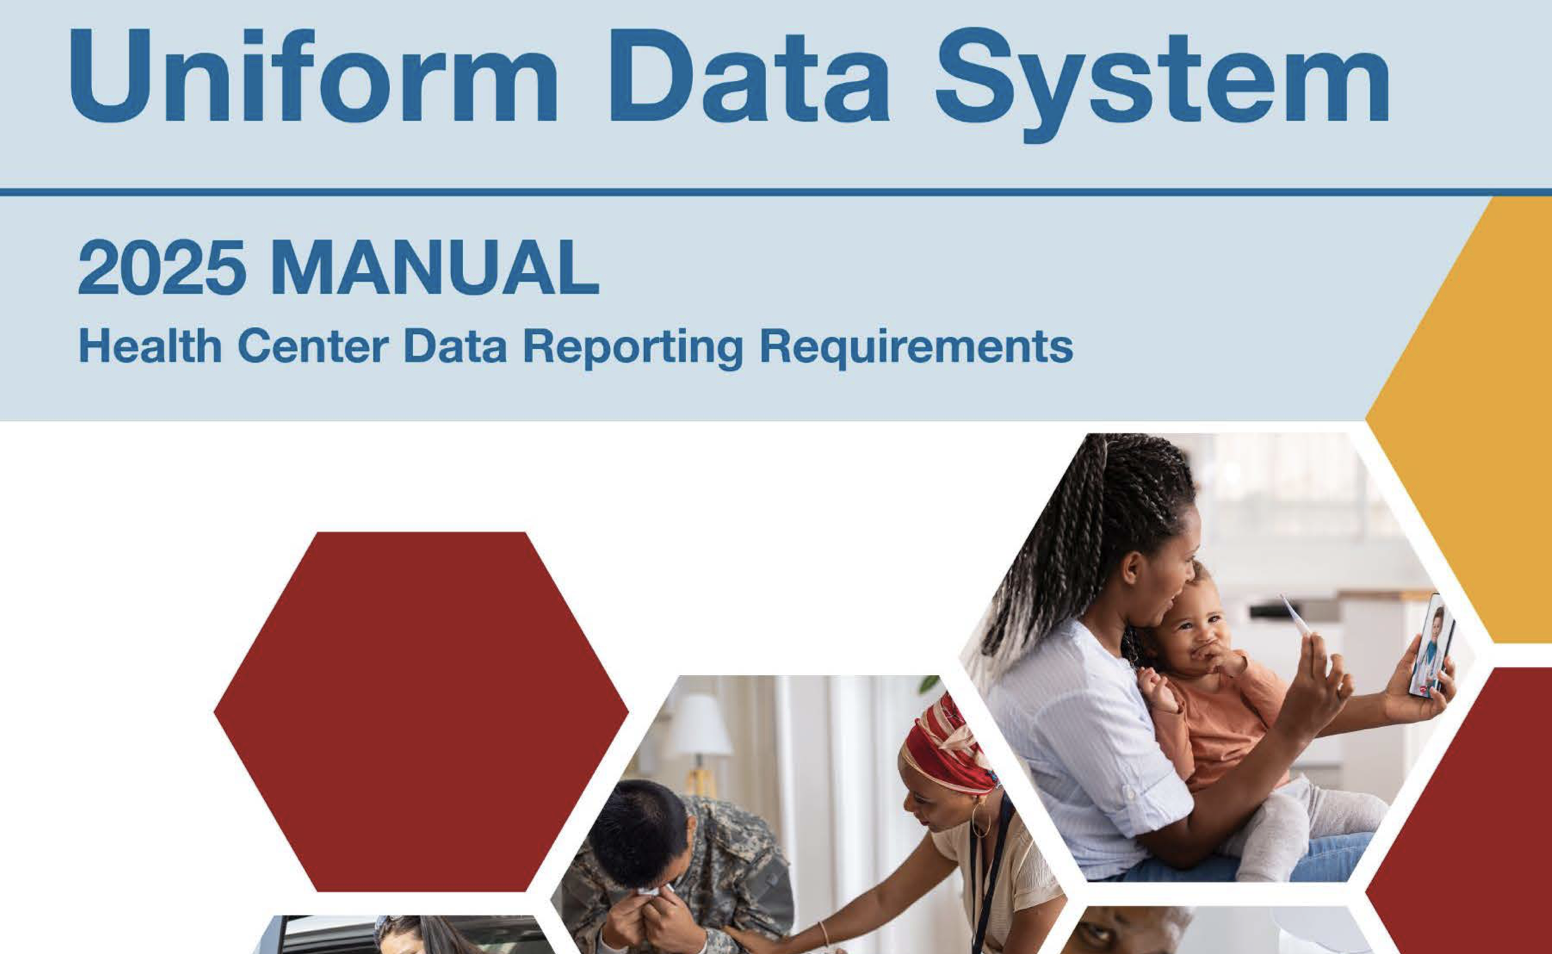 Uniform Data System
2025 MANUAL
Health Center Data Reporting Requirements